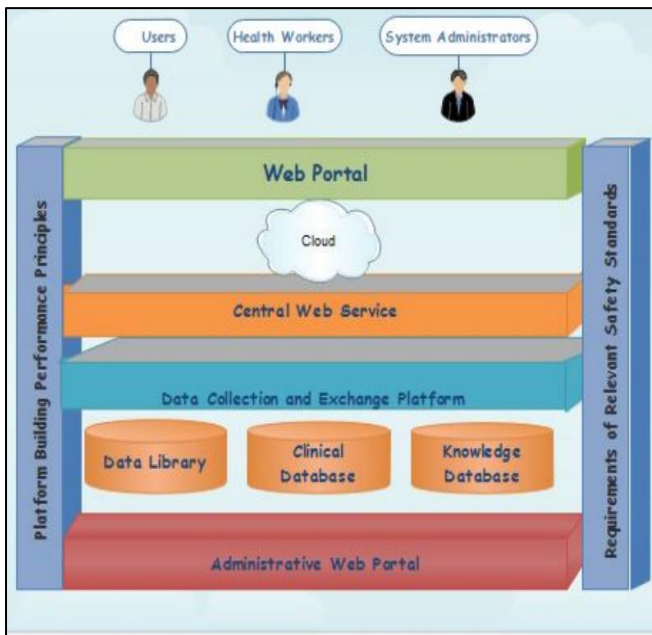 Users
Health Workers
System Administrators
Platform Building Performance Principles
Web Portal
Cloud
Central Web Service
Data Collection and Exchange Platform
Data Library
Clinical
Database
Knowledge
Database
Administrative Web Portal
Requirements of Relevant Safety Standards